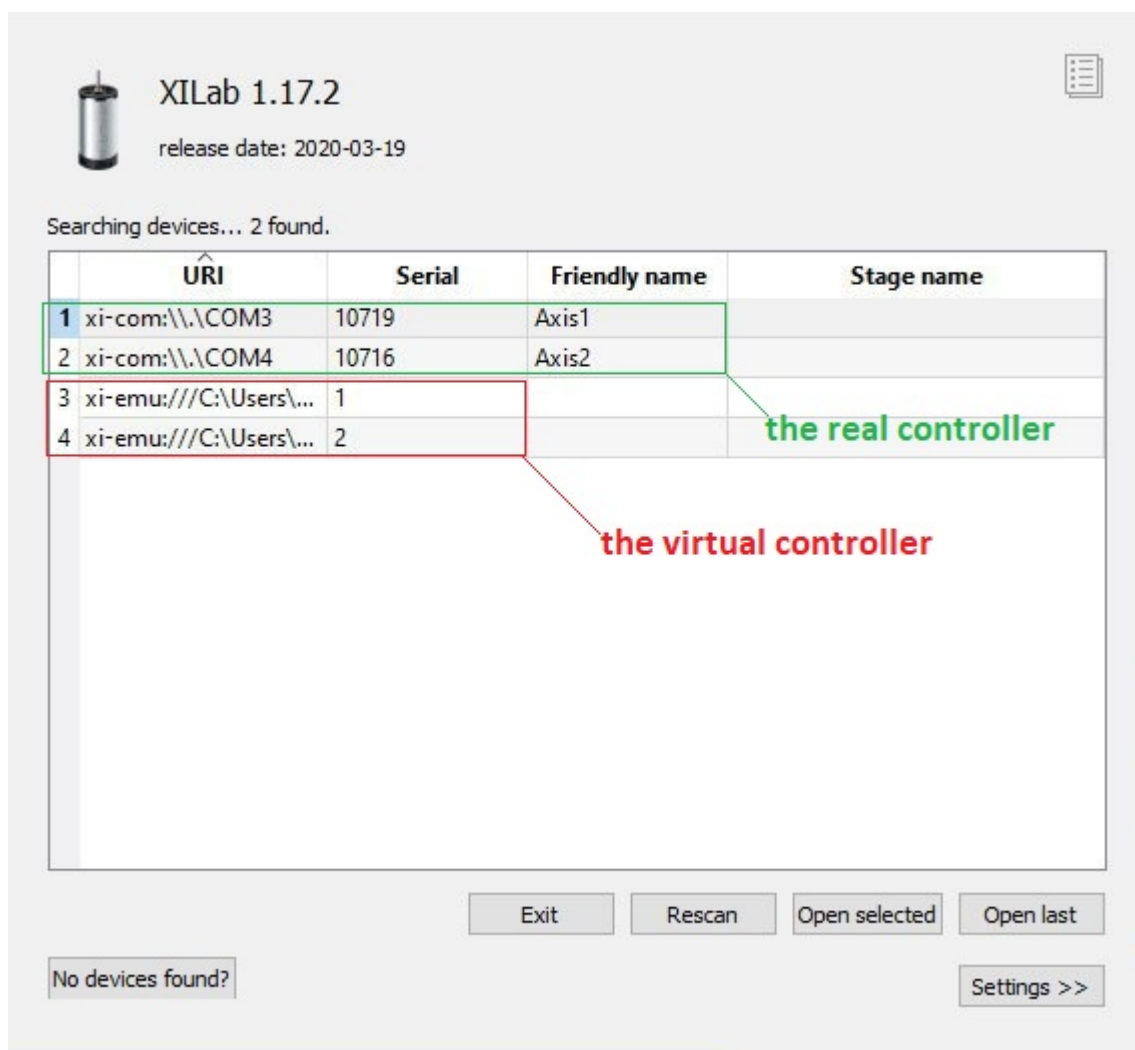 XILab 1.17.2
release date: 2020-03-19
Searching devices... 2 found.
URI Serial Friendly name Stage name
1 xi-com:\\.\COM3 10719 Axis1
2 xi-com:\\.\COM4 10716 Axis2
3 xi-emu:///C:\Users\... 1
4 xi-emu:///C:\Users\... 2
the real controller
the virtual controller
Exit Rescan Open selected Open last
No devices found?
Settings >>